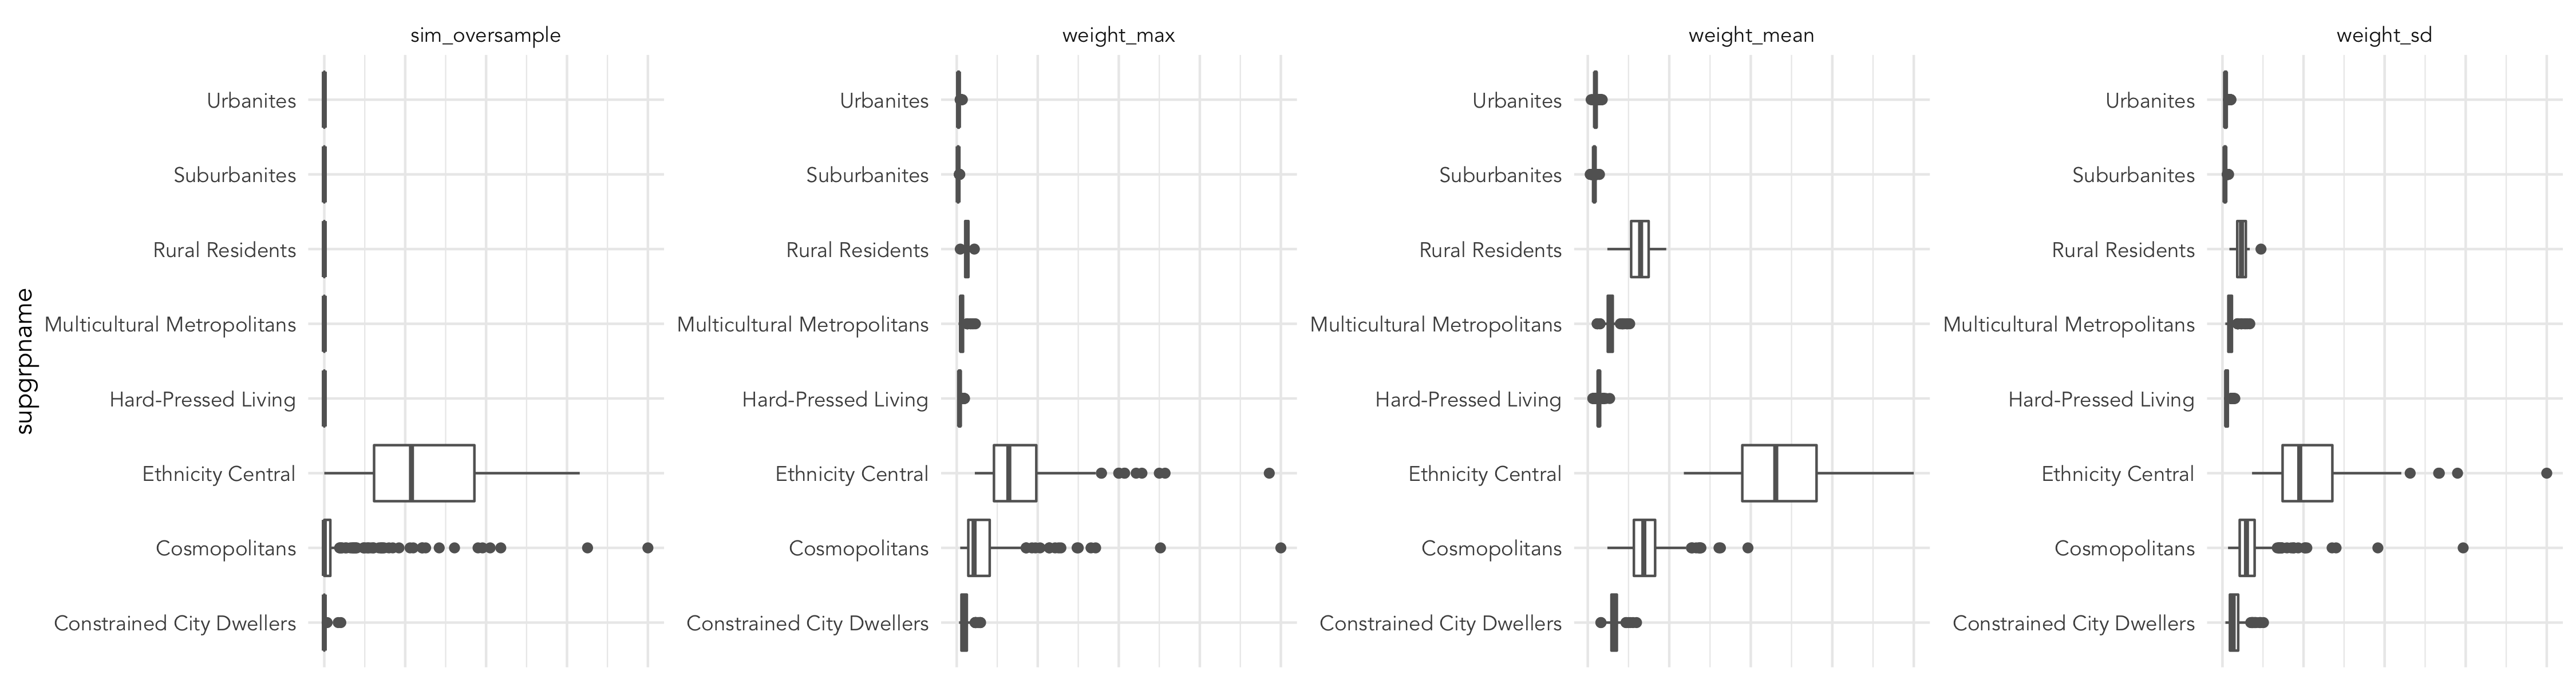 sim_oversample
weight_max
weight_mean
weight_sd
supgrpname
Urbanites
Suburbanites
Rural Residents
Multicultural Metropolitans
Hard-Pressed Living
Ethnicity Central
Cosmopolitans
Constrained City Dwellers
Urbanites
Suburbanites
Rural Residents
Multicultural Metropolitans
Hard-Pressed Living
Ethnicity Central
Cosmopolitans
Constrained City Dwellers
Urbanites
Suburbanites
Rural Residents
Multicultural Metropolitans
Hard-Pressed Living
Ethnicity Central
Cosmopolitans
Constrained City Dwellers
Urbanites
Suburbanites
Rural Residents
Multicultural Metropolitans
Hard-Pressed Living
Ethnicity Central
Cosmopolitans
Constrained City Dwellers